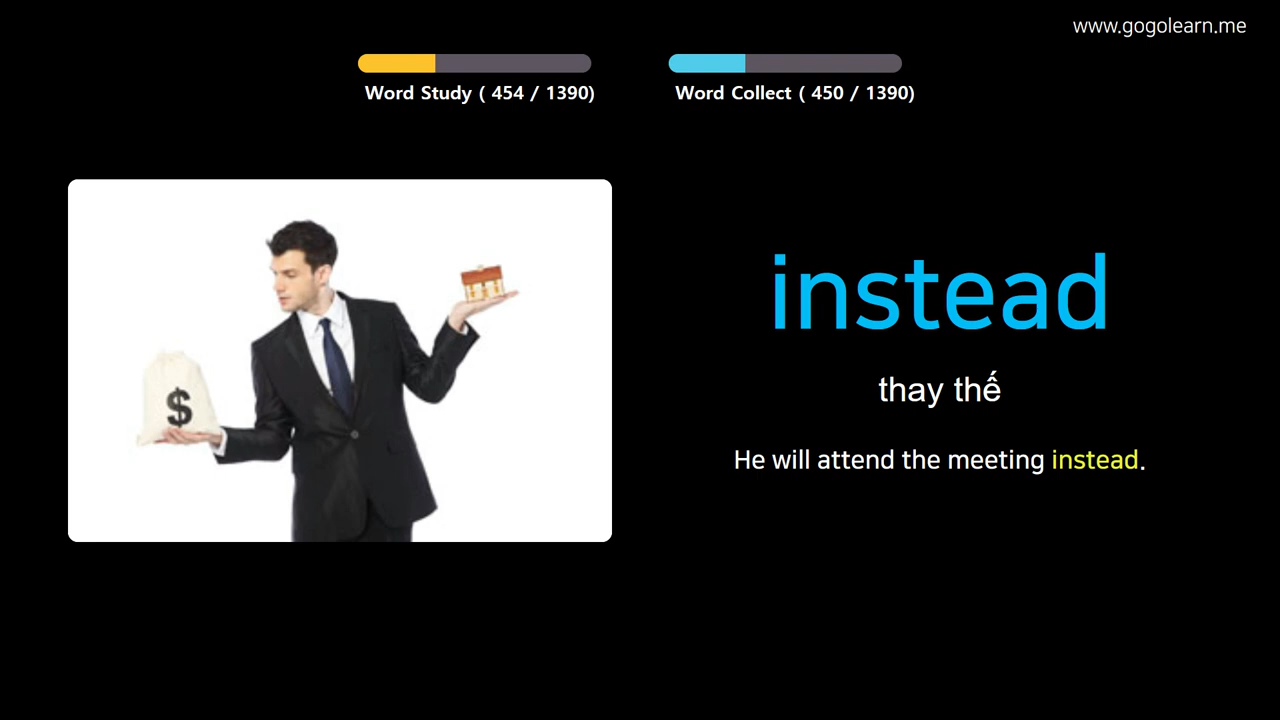 www.gogolearn.me
Word Study ( 454 / 1390)
Word Collect ( 450 / 1390)
$
instead
thay thế
He will attend the meeting instead.